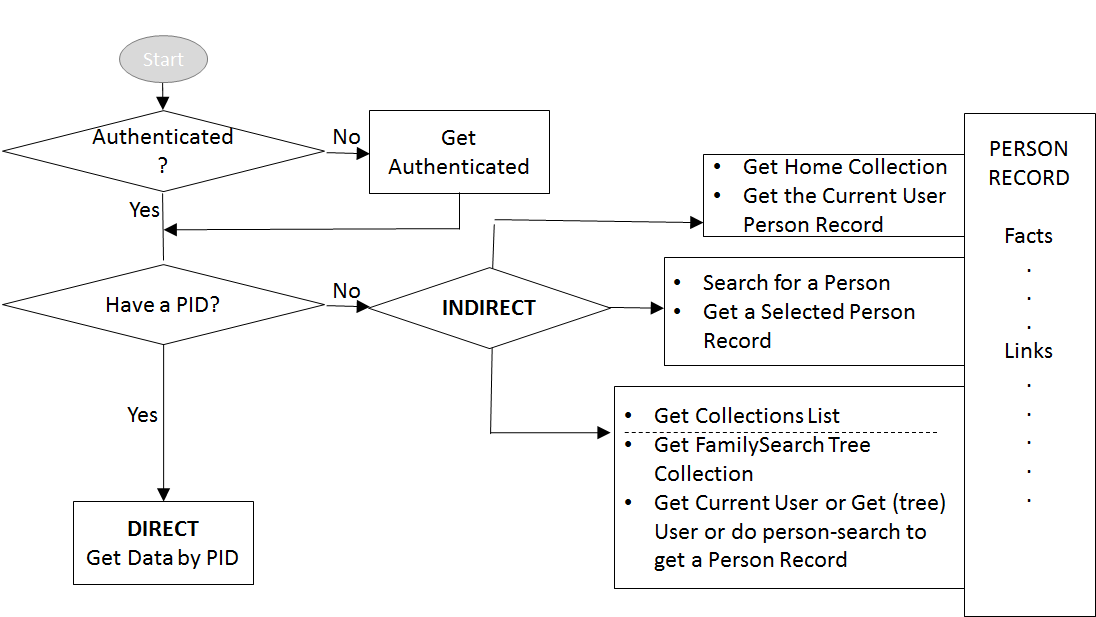 Start
Authenticated
?
No
Get
Authenticated
Yes
Have a PID?
No
INDIRECT
Yes
DIRECT
Get Data by PID
• Get Home Collection
• Get the Current User
Person Record
• Search for a Person
• Get a Selected Person
Record
• Get Collections List
• Get FamilySearch Tree
Collection
• Get Current User or Get (tree)
User or do person-search to
get a Person Record
PERSON
RECORD
Facts
.
.
.
Links
.
.
.
.
.